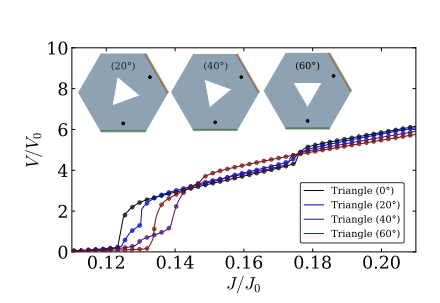 10
8
6
4
2
0
V/V₀
(20°)
(40°)
(60°)
Triangle (0°)
Triangle (20°)
Triangle (40°)
Triangle (60°)
0.12
0.14
0.16
0.18
0.20
J/J₀